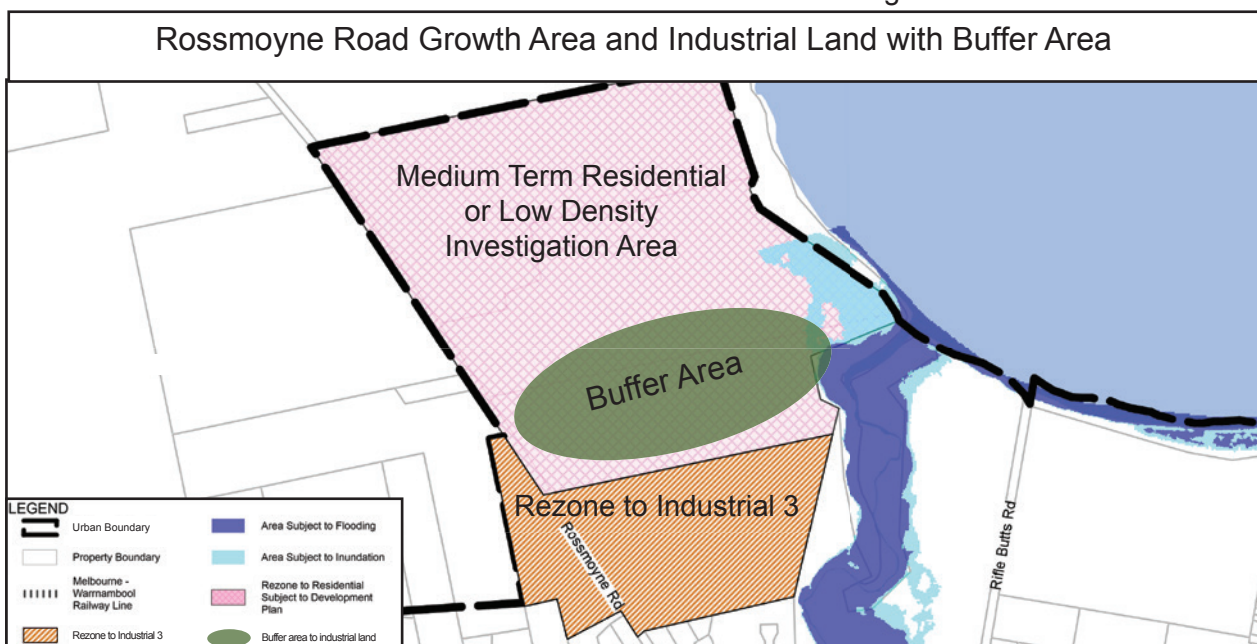 Rossmoyne Road Growth Area and Industrial Land with Buffer Area
Medium Term Residential
or Low Density
Investigation Area
Buffer Area
Rezone to Industrial 3
Rossmoyne Rd
Rifle Butts Rd
LEGEND
Urban Boundary
Property Boundary
Melbourne -
Warrnambool
Railway Line
Rezone to Industrial 3
Area Subject to Flooding
Area Subject to Inundation
Rezone to Residential
Subject to Development
Plan
Buffer area to industrial land